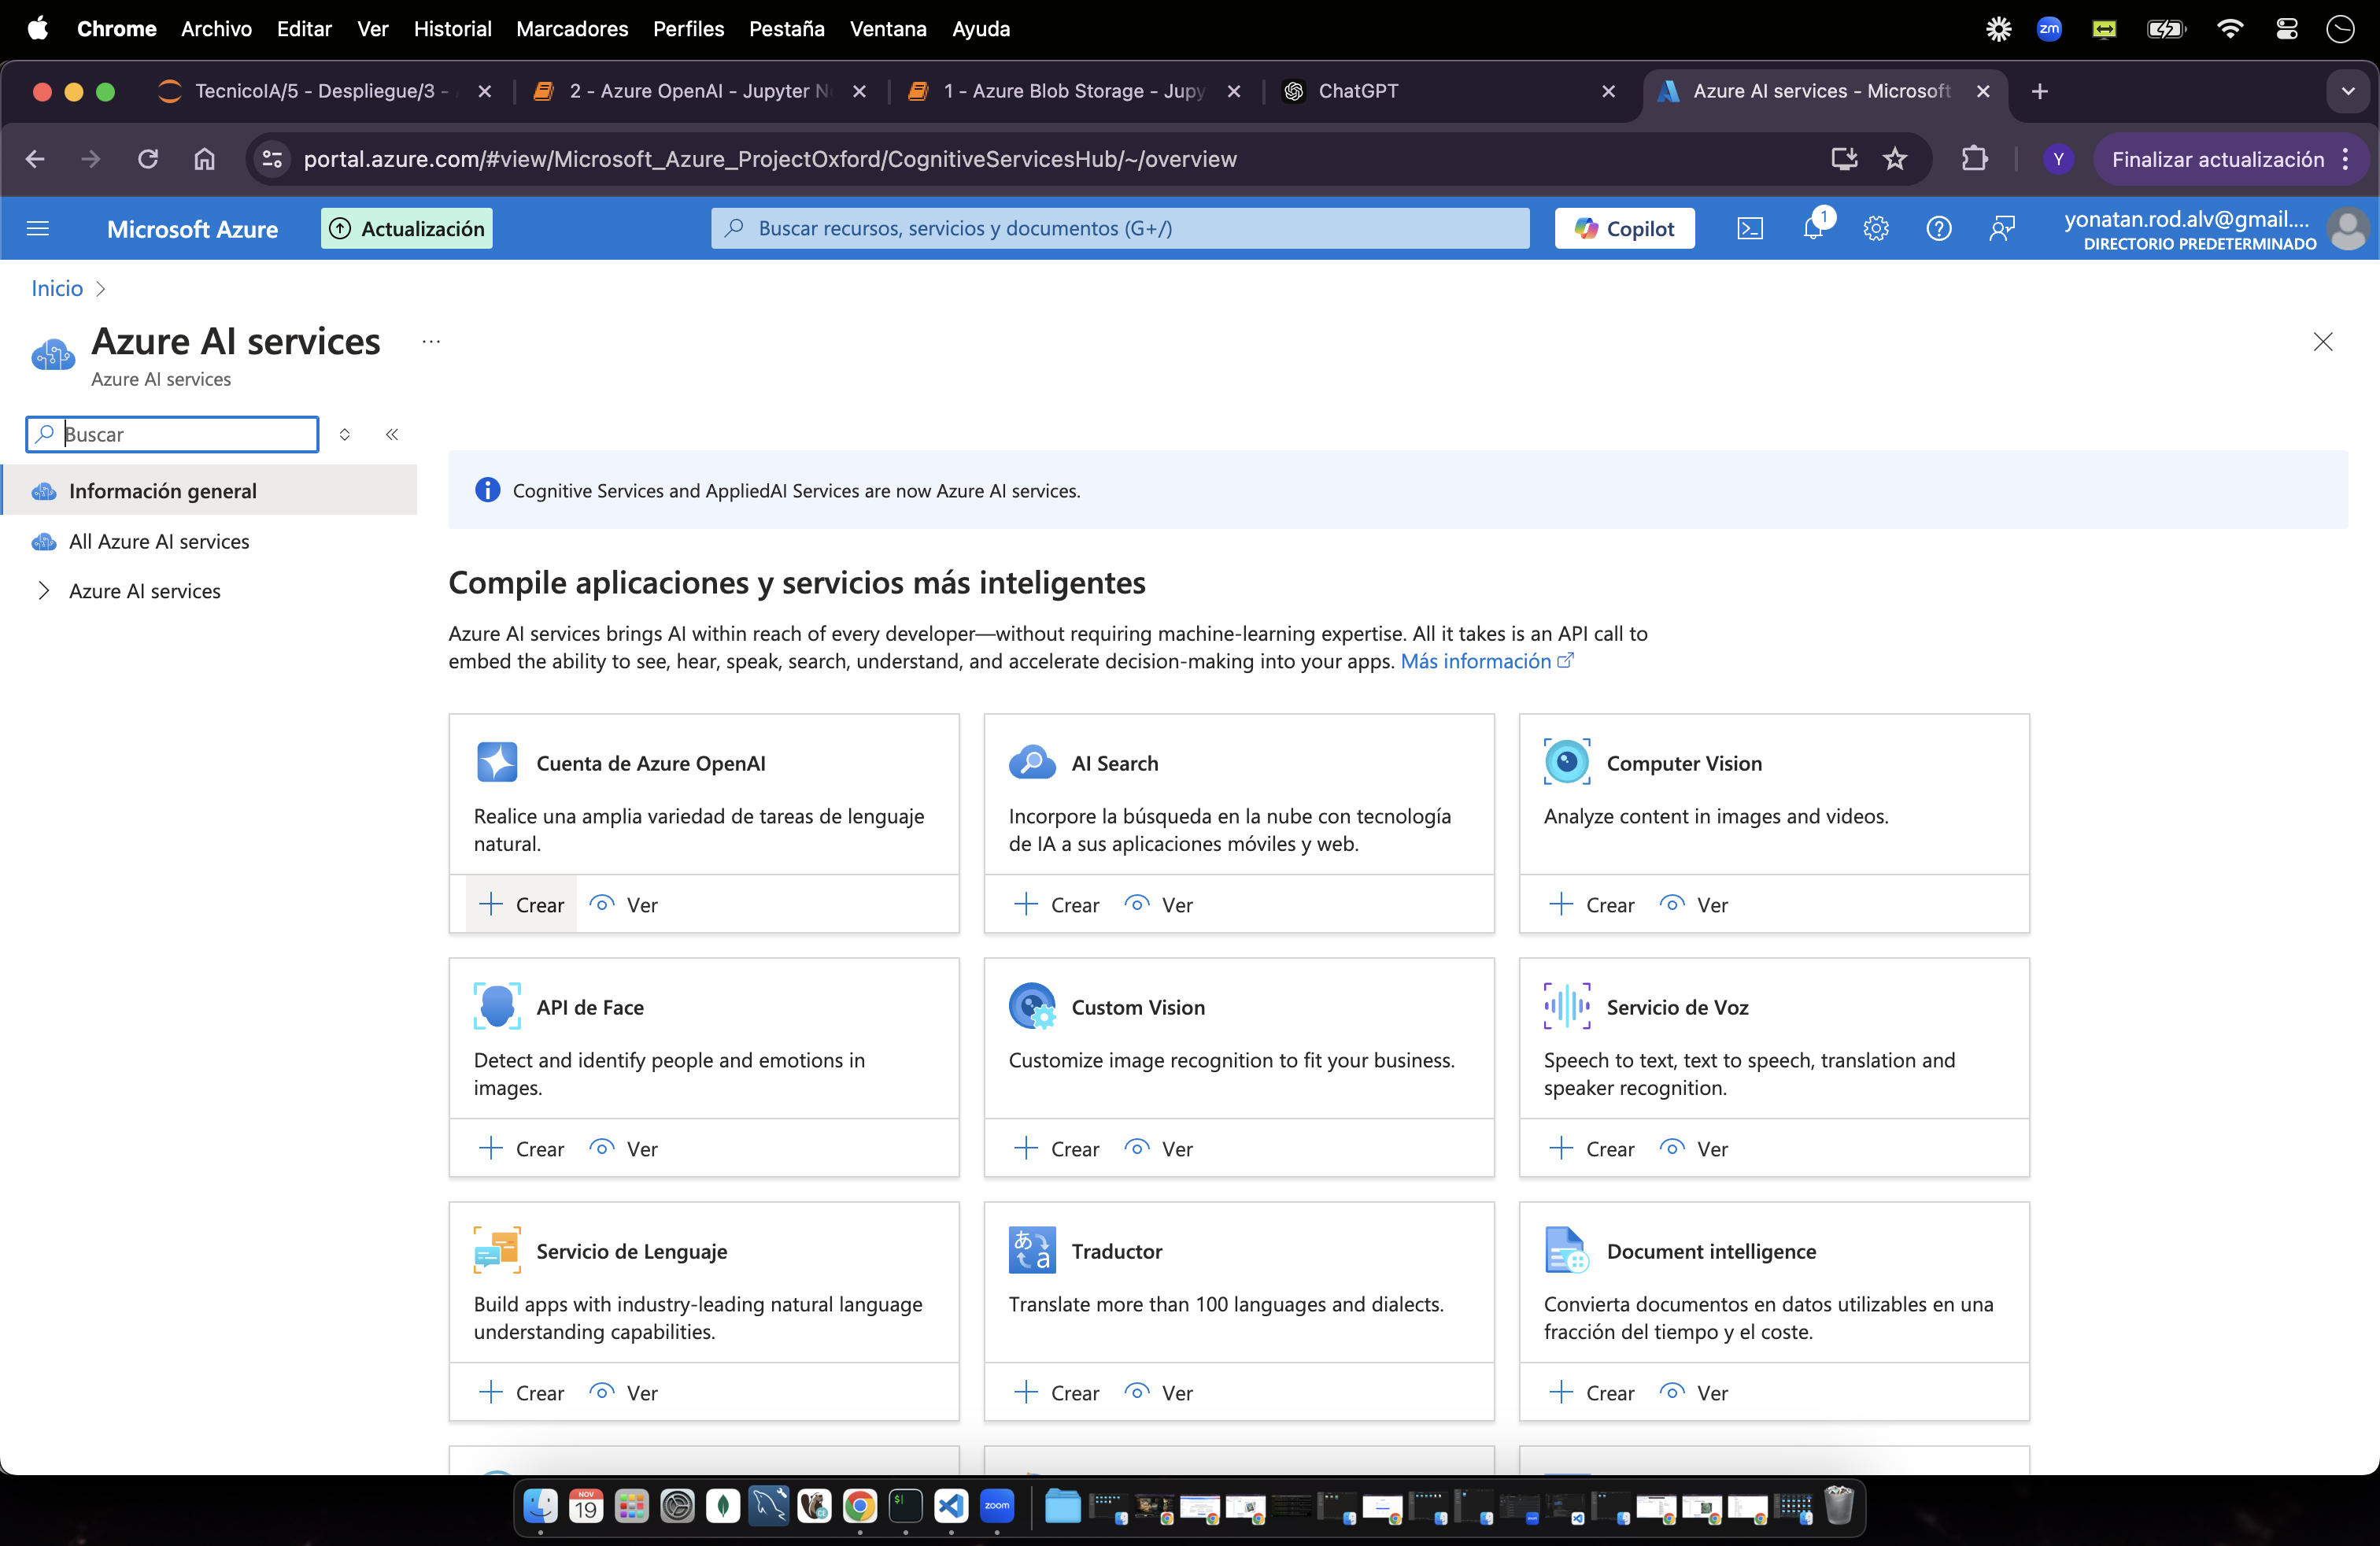 Chrome Archivo Editar Ver Historial Marcadores Perfiles Pestaña Ventana Ayuda
zm
TecnicoIA/5 - Despliegue/3 -
2 - Azure OpenAI - Jupyter N
1 - Azure Blob Storage - Jupy
ChatGPT
Azure AI services - Microsoft
portal.azure.com/#view/Microsoft_Azure_ProjectOxford/CognitiveServicesHub/~/overview
Y
Finalizar actualización
Microsoft Azure
Actualización
Buscar recursos, servicios y documentos (G+/)
Copilot
1
yonatan.rod.alv@gmail....
DIRECTORIO PREDETERMINADO
Inicio
Azure AI services
Azure AI services
Buscar
Información general
All Azure AI services
Azure AI services
Cognitive Services and AppliedAI Services are now Azure AI services.
Compile aplicaciones y servicios más inteligentes
Azure AI services brings AI within reach of every developer—without requiring machine-learning expertise. All it takes is an API call to
embed the ability to see, hear, speak, search, understand, and accelerate decision-making into your apps. Más información
Cuenta de Azure OpenAI
Realice una amplia variedad de tareas de lenguaje
natural.
Crear Ver
AI Search
Incorpore la búsqueda en la nube con tecnología
de IA a sus aplicaciones móviles y web.
Crear Ver
Computer Vision
Analyze content in images and videos.
Crear Ver
API de Face
Detect and identify people and emotions in
images.
Crear Ver
Custom Vision
Customize image recognition to fit your business.
Crear Ver
Servicio de Voz
Speech to text, text to speech, translation and
speaker recognition.
Crear Ver
Servicio de Lenguaje
Build apps with industry-leading natural language
understanding capabilities.
Crear Ver
あ a
Traductor
Translate more than 100 languages and dialects.
Crear Ver
Document intelligence
Convierta documentos en datos utilizables en una
fracción del tiempo y el coste.
Crear Ver
NOV
19
$
zoom